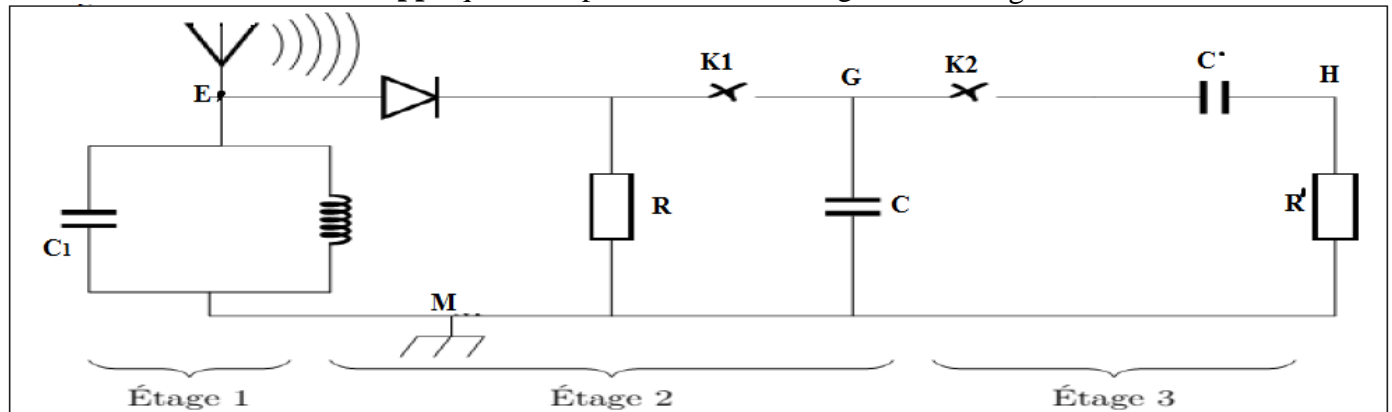 K1 G K2 C' H
E
R C R'
C1
M
Étage 1 Étage 2 Étage 3